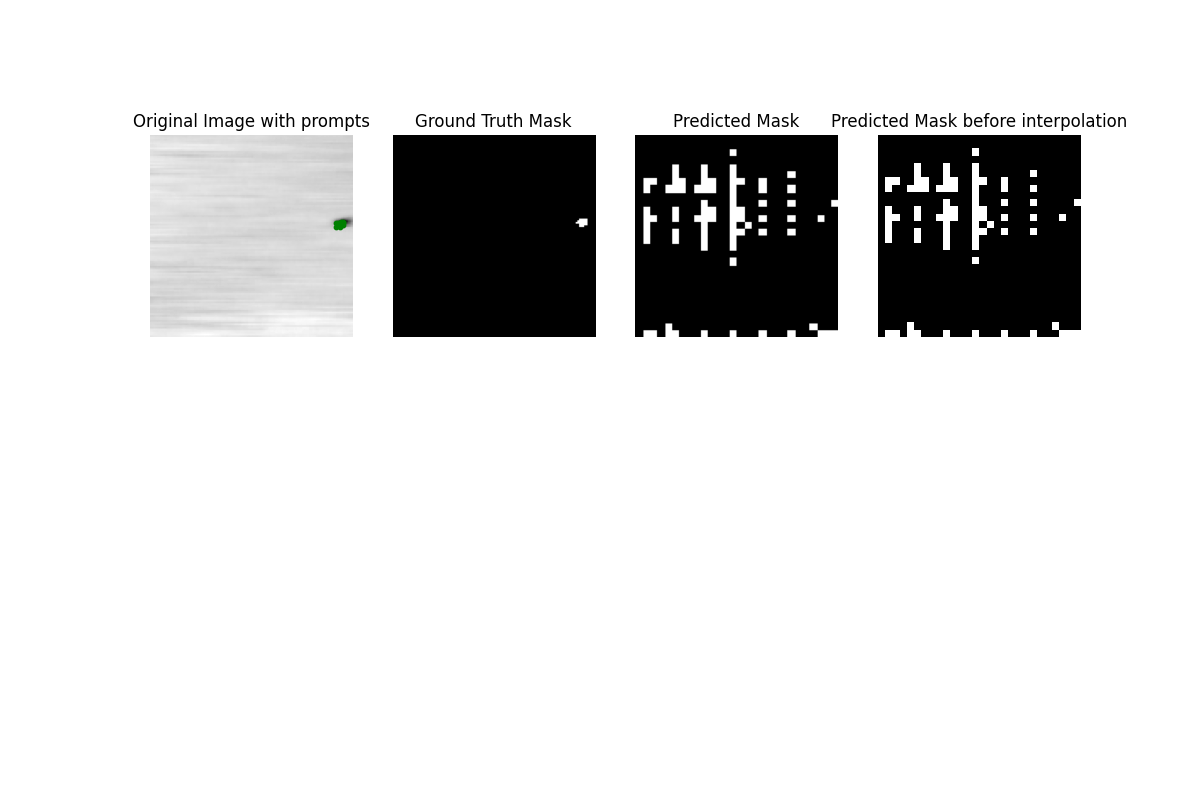 Original Image with prompts
Ground Truth Mask
Predicted Mask
Predicted Mask before interpolation